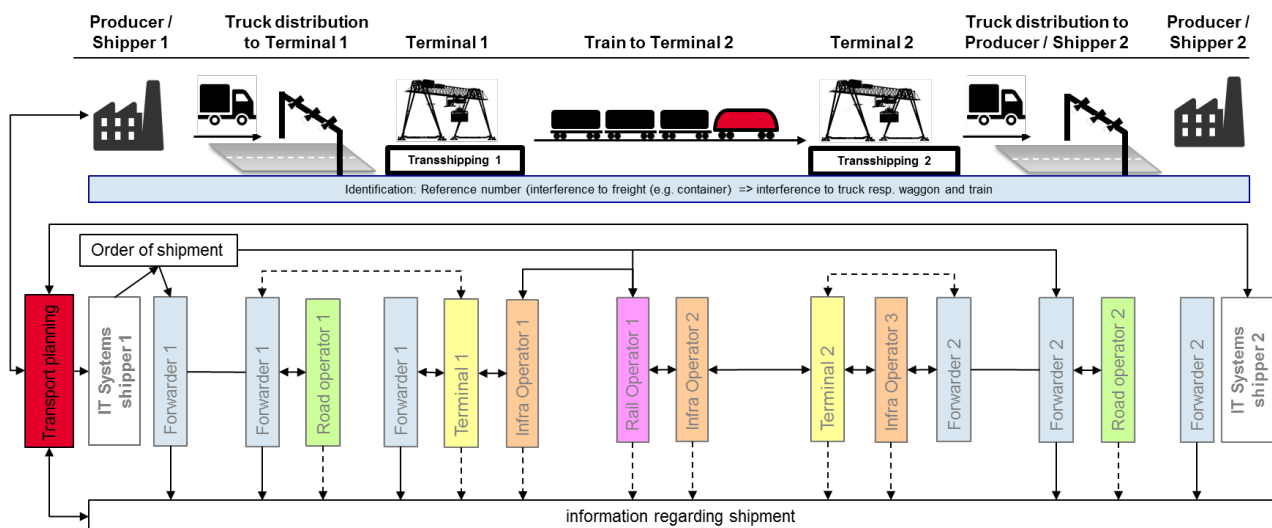 Producer /
Shipper 1
Truck distribution
to Terminal 1
Terminal 1
Train to Terminal 2
Terminal 2
Truck distribution to
Producer / Shipper 2
Producer /
Shipper 2
Transshipping 1
Transshipping 2
Identification: Reference number (interference to freight (e.g. container) => interference to truck resp. waggon and train
Order of shipment
Transport planning
IT Systems
shipper 1
Forwarder 1
Forwarder 1
Road operator 1
Forwarder 1
Terminal 1
Infra Operator 1
Rail Operator 1
Infra Operator 2
Terminal 2
Infra Operator 3
Forwarder 2
Forwarder 2
Road operator 2
Forwarder 2
IT Systems
shipper 2
information regarding shipment